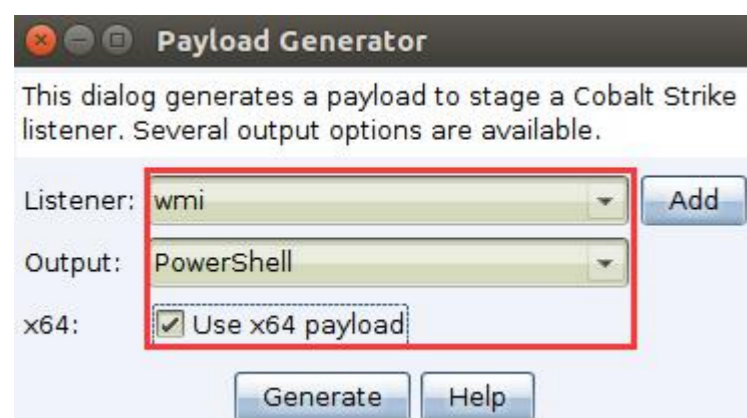 Payload Generator
This dialog generates a payload to stage a Cobalt Strike
listener. Several output options are available.
Listener: wmi Add
Output: PowerShell
x64: Use x64 payload
Generate Help